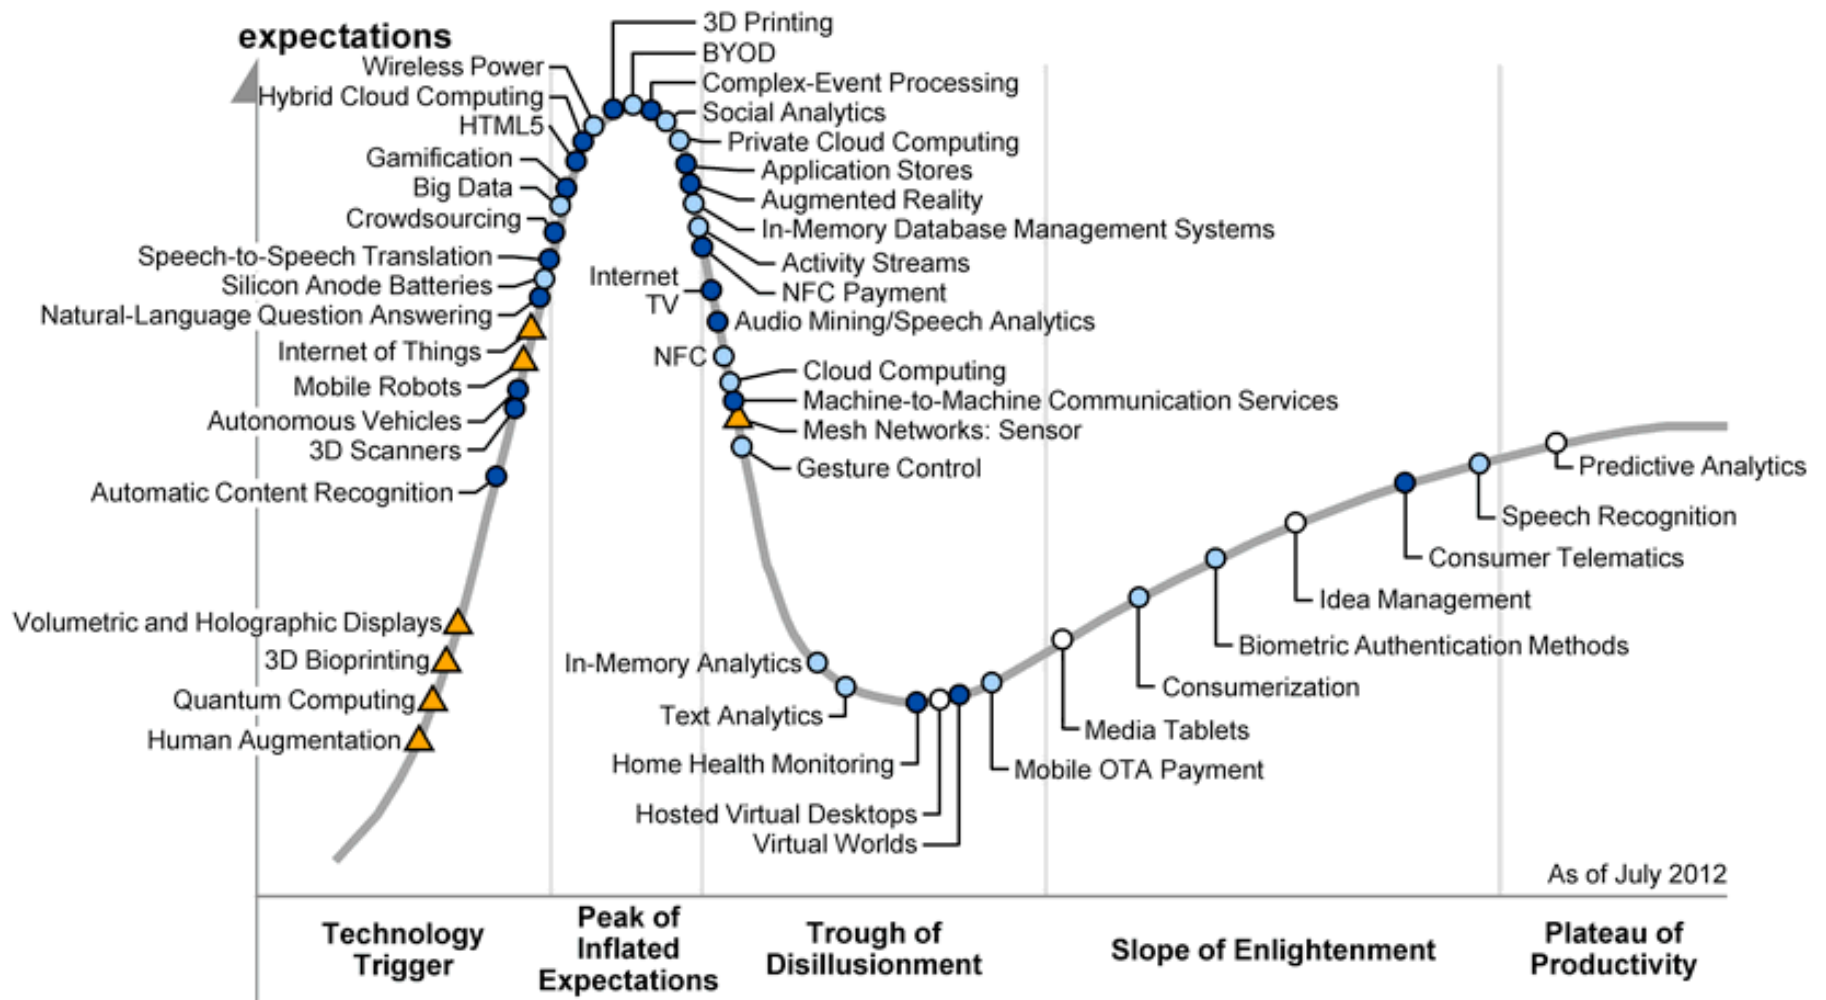 expectations
3D Printing
BYOD
Wireless Power
Complex-Event Processing
Hybrid Cloud Computing
Social Analytics
HTML5
Private Cloud Computing
Gamification
Application Stores
Big Data
Augmented Reality
Crowdsourcing
In-Memory Database Management Systems
Speech-to-Speech Translation
Activity Streams
Silicon Anode Batteries
Internet
TV
NFC Payment
Natural-Language Question Answering
Audio Mining/Speech Analytics
Internet of Things
NFC
Cloud Computing
Mobile Robots
Machine-to-Machine Communication Services
Autonomous Vehicles
Mesh Networks: Sensor
3D Scanners
Gesture Control
Predictive Analytics
Automatic Content Recognition
Speech Recognition
Consumer Telematics
Idea Management
Volumetric and Holographic Displays
Biometric Authentication Methods
3D Bioprinting
In-Memory Analytics
Consumerization
Quantum Computing
Text Analytics
Media Tablets
Human Augmentation
Home Health Monitoring
Mobile OTA Payment
Hosted Virtual Desktops
Virtual Worlds
As of July 2012
Technology
Trigger
Peak of
Inflated
Expectations
Trough of
Disillusionment
Slope of Enlightenment
Plateau of
Productivity